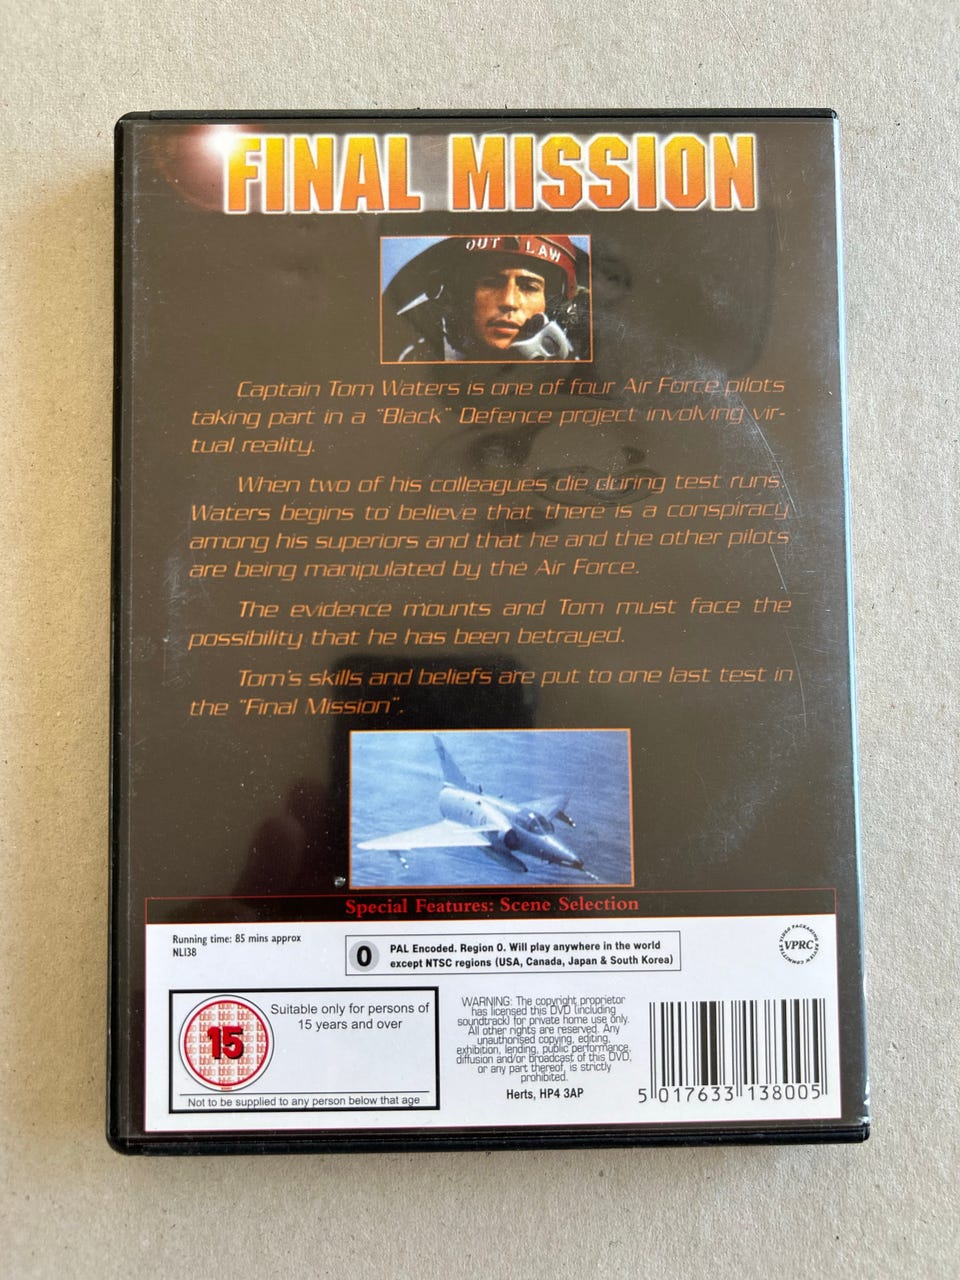 FINAL MISSION
OUT LAW
Captain Tom Waters is one of four Air Force pilots
taking part in a "Black" Defence project involving vir-
tual reality.
When two of his colleagues die during test runs
Waters begins to believe that there is a conspiracy
among his superiors and that he and the other pilots
are being manipulated by the Air Force.
The evidence mounts and Tom must face the
possibility that he has been betrayed.
Tom's skills and beliefs are put to one last test in
the "Final Mission".
Special Features: Scene Selection
Running time: 85 mins approx
NL138
0
PAL Encoded. Region 0. Will play anywhere in the world
except NTSC regions (USA, Canada, Japan & South Korea)
VIDEO PACKAGING REVIEW COMMITTEE
VPRC
15
Suitable only for persons of
15 years and over
Not to be supplied to any person below that age
WARNING: The copyright proprietor
has licensed this DVD (including
soundtrack) for private home use only.
All other rights are reserved. Any
unauthorised copying, editing,
exhibition, lending, public performance,
diffusion and/or broadcast of this DVD,
or any part thereof, is strictly
prohibited.
Herts, HP4 3AP
5 017633 138005